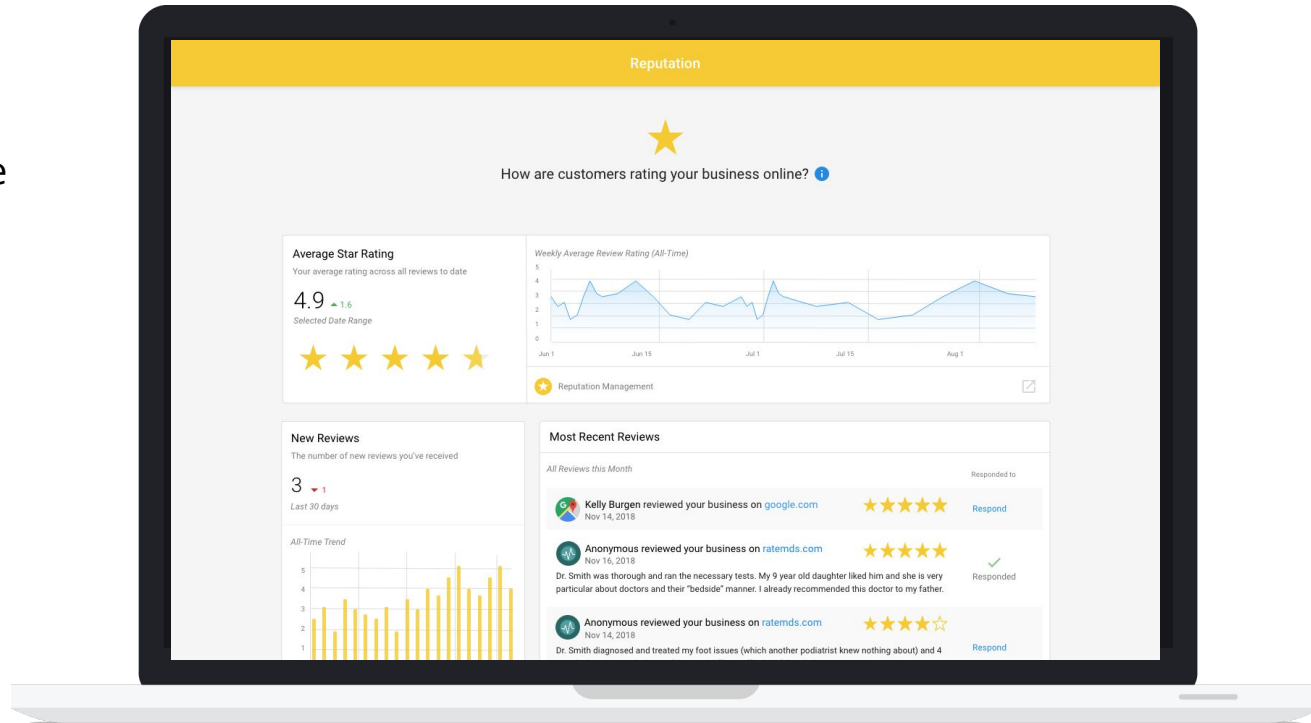 e
Reputation
How are customers rating your business online?
Average Star Rating
Your average rating across all reviews to date
4.9 1.6
Selected Date Range
Weekly Average Review Rating (All-Time)
5
4
3
2
1
0
Jun 1 Jun 15 Jul 1 Jul 15 Aug 1
Reputation Management
New Reviews
The number of new reviews you've received
3 1
Last 30 days
All-Time Trend
5
4
3
2
1
Most Recent Reviews
All Reviews this Month
Responded to
Kelly Burgen reviewed your business on google.com
Nov 14, 2018
Respond
Anonymous reviewed your business on ratemds.com
Nov 16, 2018
Dr. Smith was thorough and ran the necessary tests. My 9 year old daughter liked him and she is very
particular about doctors and their "bedside" manner. I already recommended this doctor to my father.
Responded
Anonymous reviewed your business on ratemds.com
Nov 14, 2018
Dr. Smith diagnosed and treated my foot issues (which another podiatrist knew nothing about) and 4
Respond